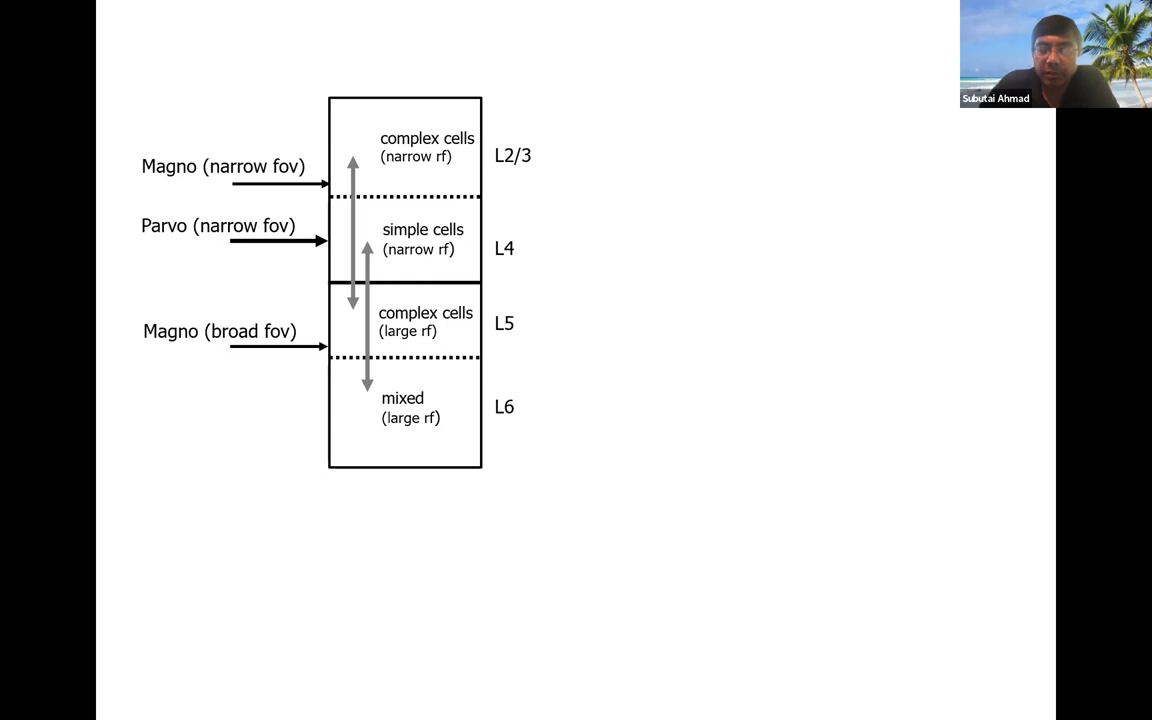 Subutai Ahmad
complex cells
(narrow rf)
L2/3
Magno (narrow fov)
Parvo (narrow fov)
simple cells
(narrow rf)
L4
complex cells
(large rf)
L5
Magno (broad fov)
mixed
(large rf)
L6